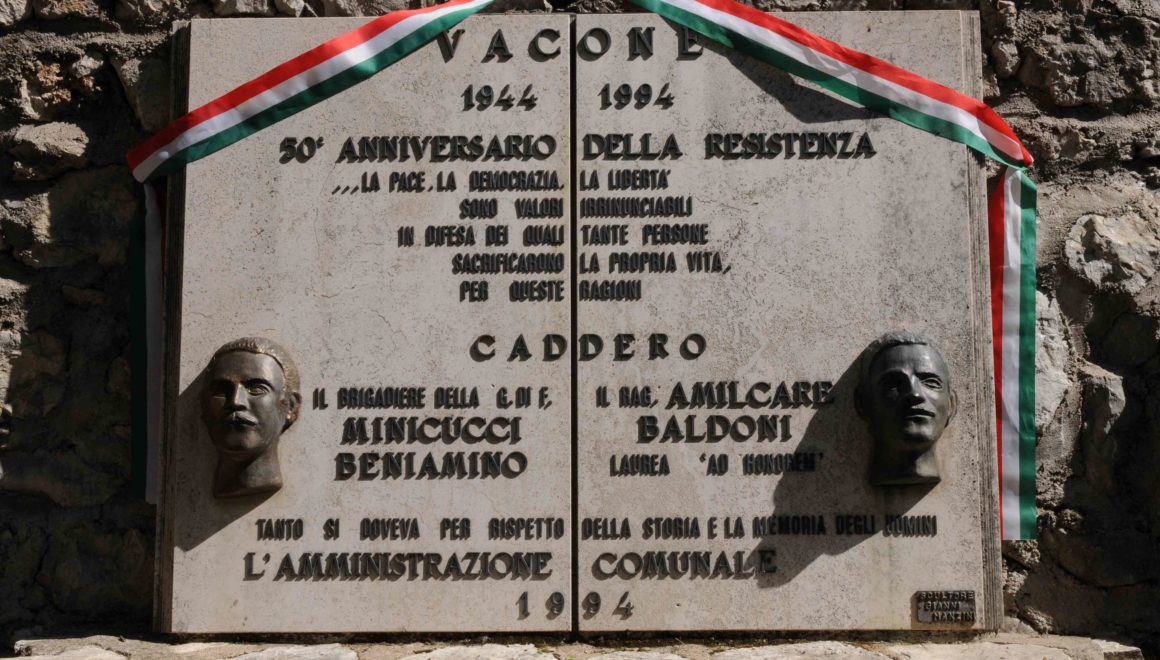 VACONE
1944 1994
50° ANNIVERSARIO DELLA RESISTENZA
...LA PACE, LA DEMOCRAZIA, LA LIBERTÀ
SONO VALORI IRRINUNCIABILI
IN DIFESA DEI QUALI TANTE PERSONE
SACRIFICARONO LA PROPRIA VITA,
PER QUESTE RAGIONI
CADDERO
IL BRIGADIERE DELLA G. DI F,
MINICUCCI
BENIAMINO
IL RAG. AMILCARE
BALDONI
LAUREA "AD HONOREM"
TANTO SI DOVEVA PER RISPETTO DELLA STORIA E LA MEMORIA DEGLI UOMINI
L'AMMINISTRAZIONE COMUNALE
1994
SCULTORE
GIANNI
MANZINI